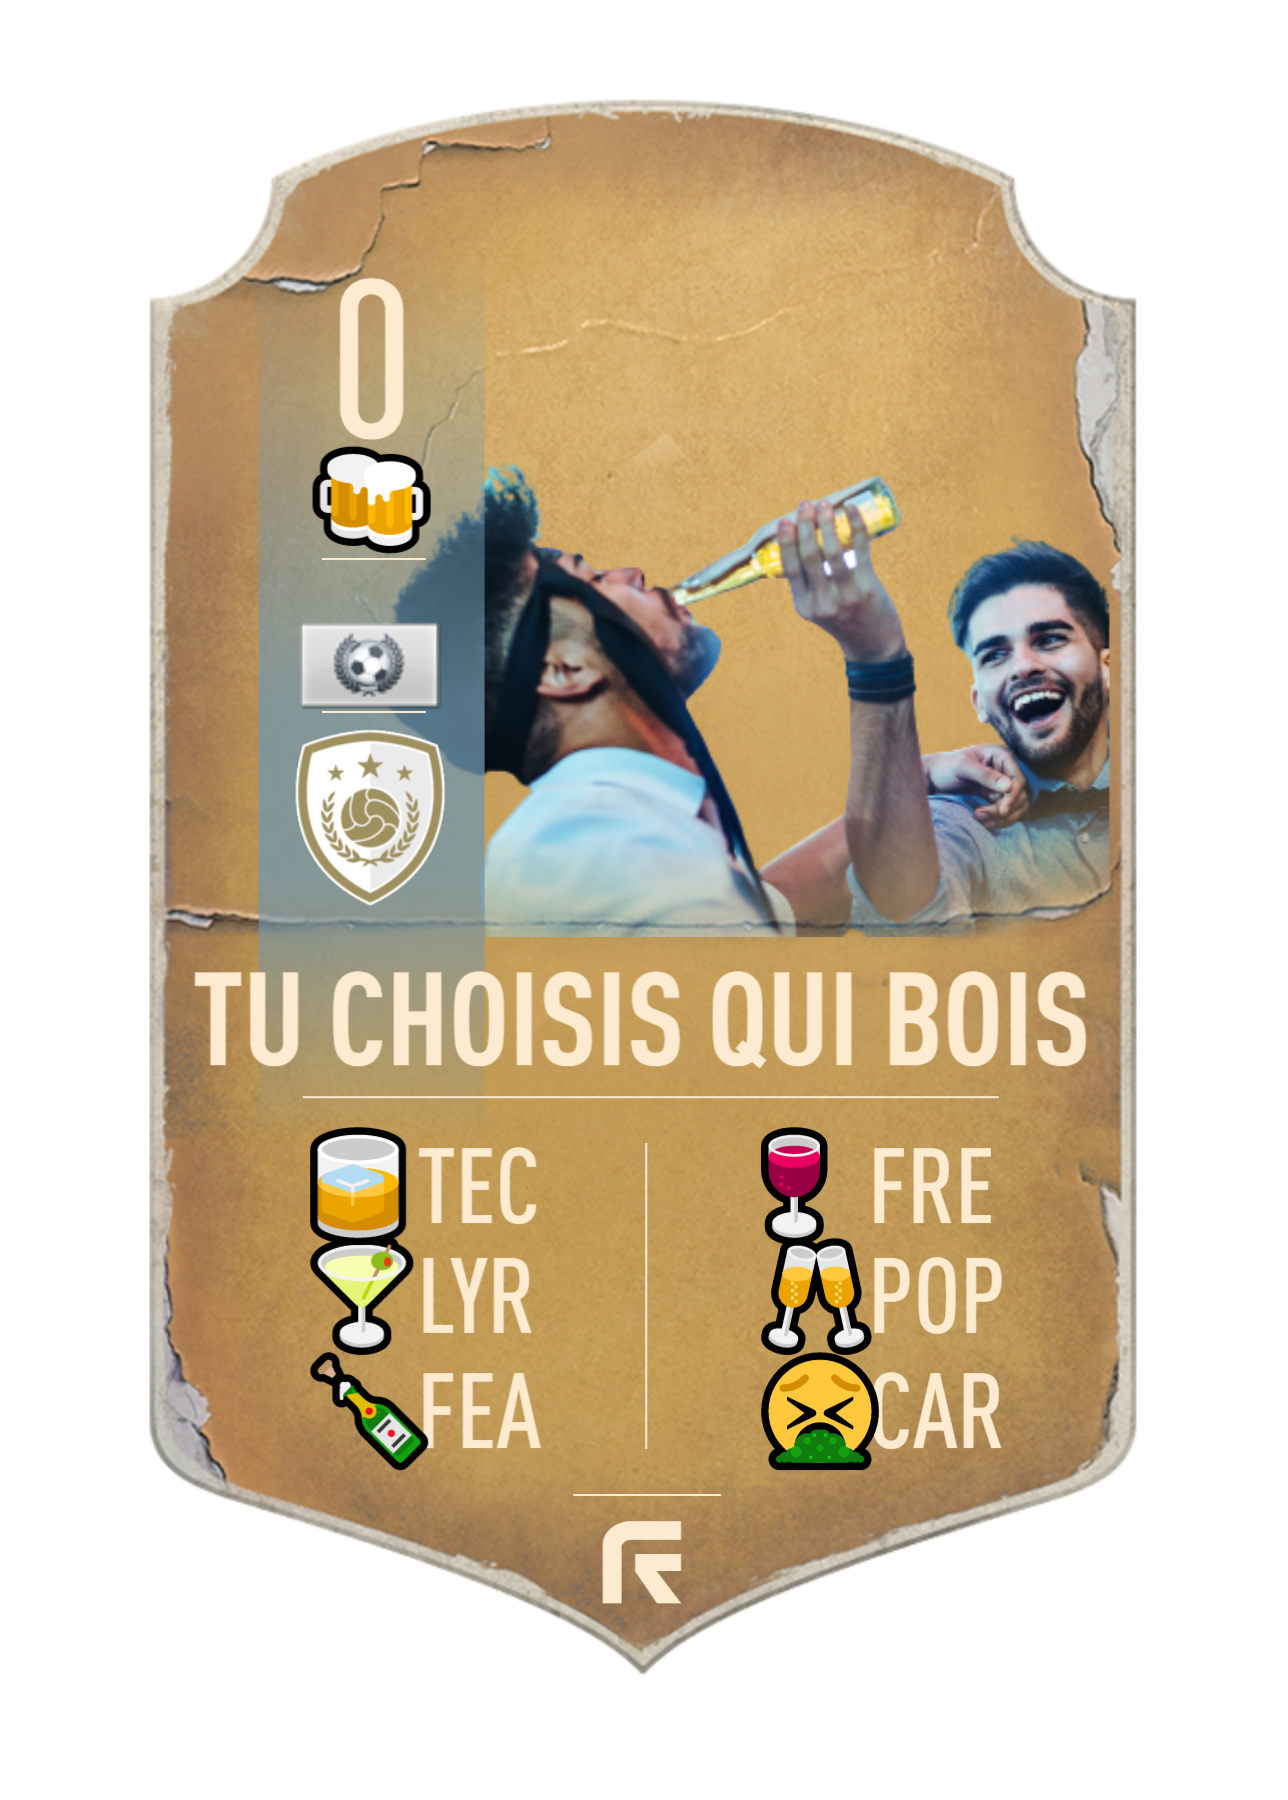 0
TU CHOISIS QUI BOIS
TEC FRE
LYR POP
FEA CAR